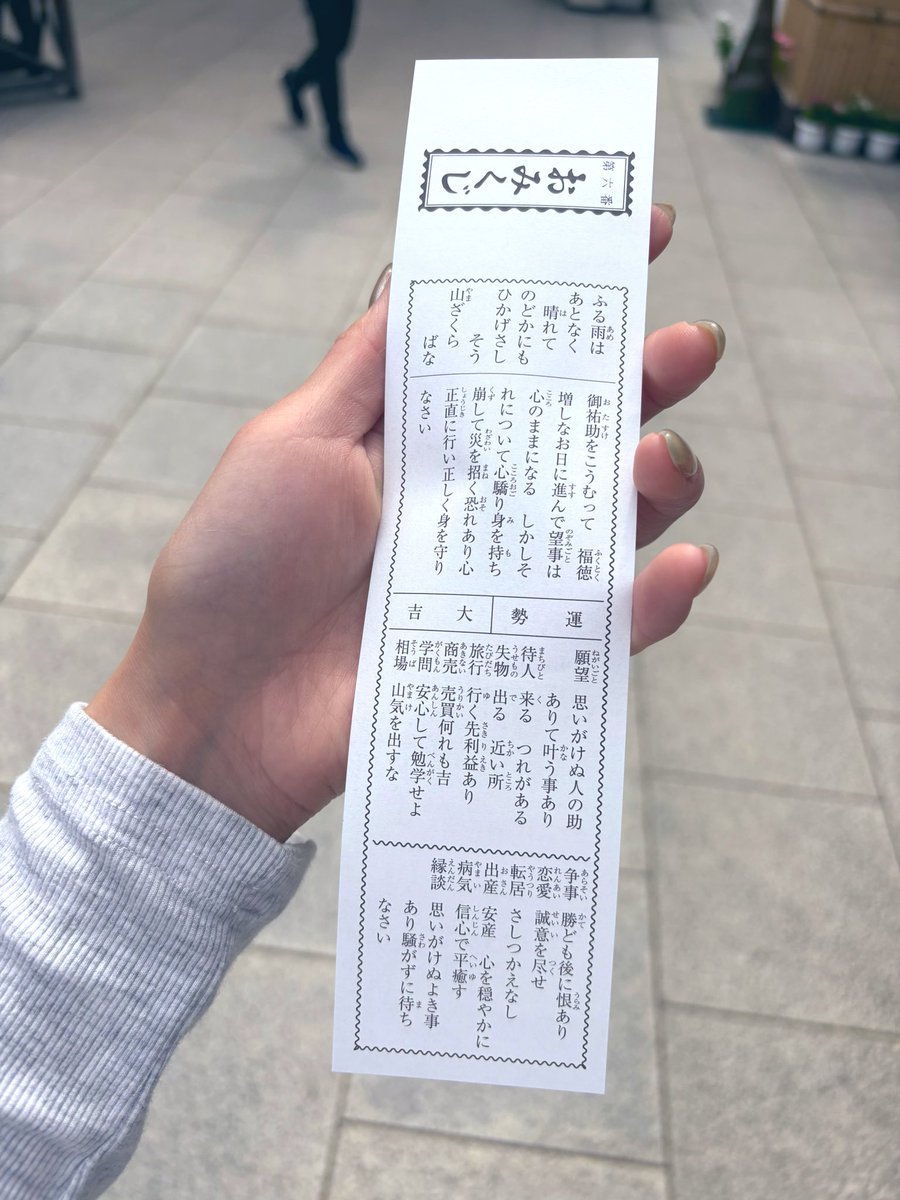 第六番
おみくじ
ふる雨は
あとなく
晴れて
のどかにも
ひかげさし
そう
山ざくら
ばな
御祐助をこうむって 福徳
増しなお日に進んで望事は
心のままになる しかしそ
れについて心驕り身を持ち
崩して災を招く恐れあり心
正直に行い正しく身を守り
なさい
運勢 大吉
願望 思いがけぬ人の助
ありて叶う事あり
待人 来る つれがある
失物 出る 近い所
旅行 行く先利益あり
商売 売買何れも吉
学問 安心して勉学せよ
相場 山気を出すな
争事 勝ども後に恨あり
恋愛 誠意を尽せ
転居 さしつかえなし
出産 安産 心を穏やかに
病気 信心で平癒す
縁談 思いがけぬよき事
あり騒がずに待ち
なさい